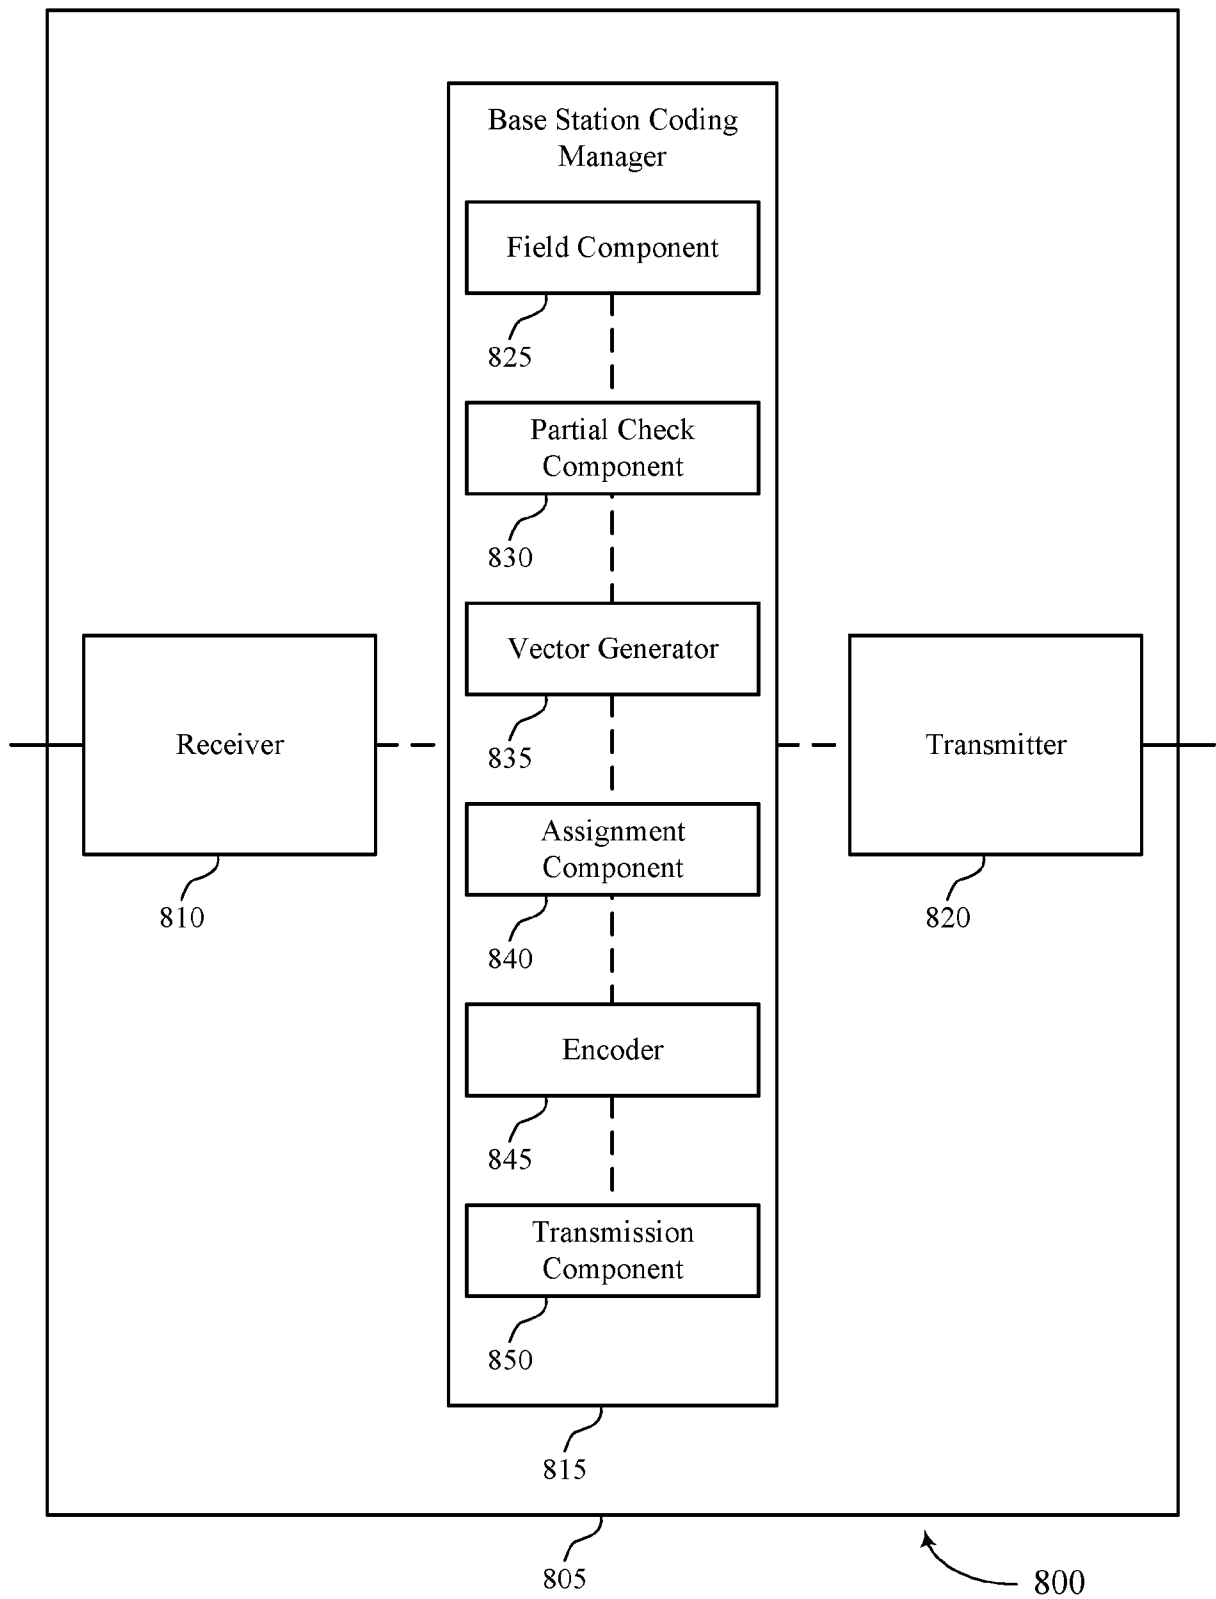 Base Station Coding
Manager
Field Component
825
Partial Check
Component
830
Vector Generator
835
Receiver
810
Transmitter
820
Assignment
Component
840
Encoder
845
Transmission
Component
850
815
805
800